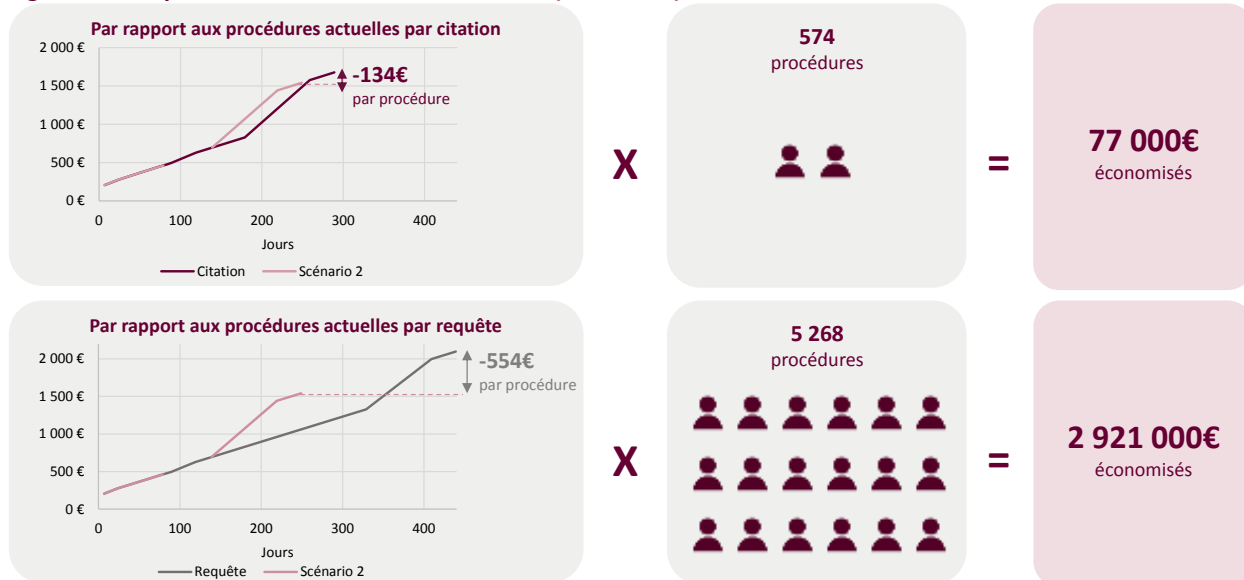 Par rapport aux procédures actuelles par citation
2 000 €
1 500 €
1 000 €
500 €
0 €
0 100 200 300 400
Jours
Citation Scénario 2
-134€
par procédure
X
574
procédures
=
77 000€
économisés
Par rapport aux procédures actuelles par requête
2 000 €
1 500 €
1 000 €
500 €
0 €
0 100 200 300 400
Jours
Requête Scénario 2
-554€
par procédure
X
5 268
procédures
=
2 921 000€
économisés